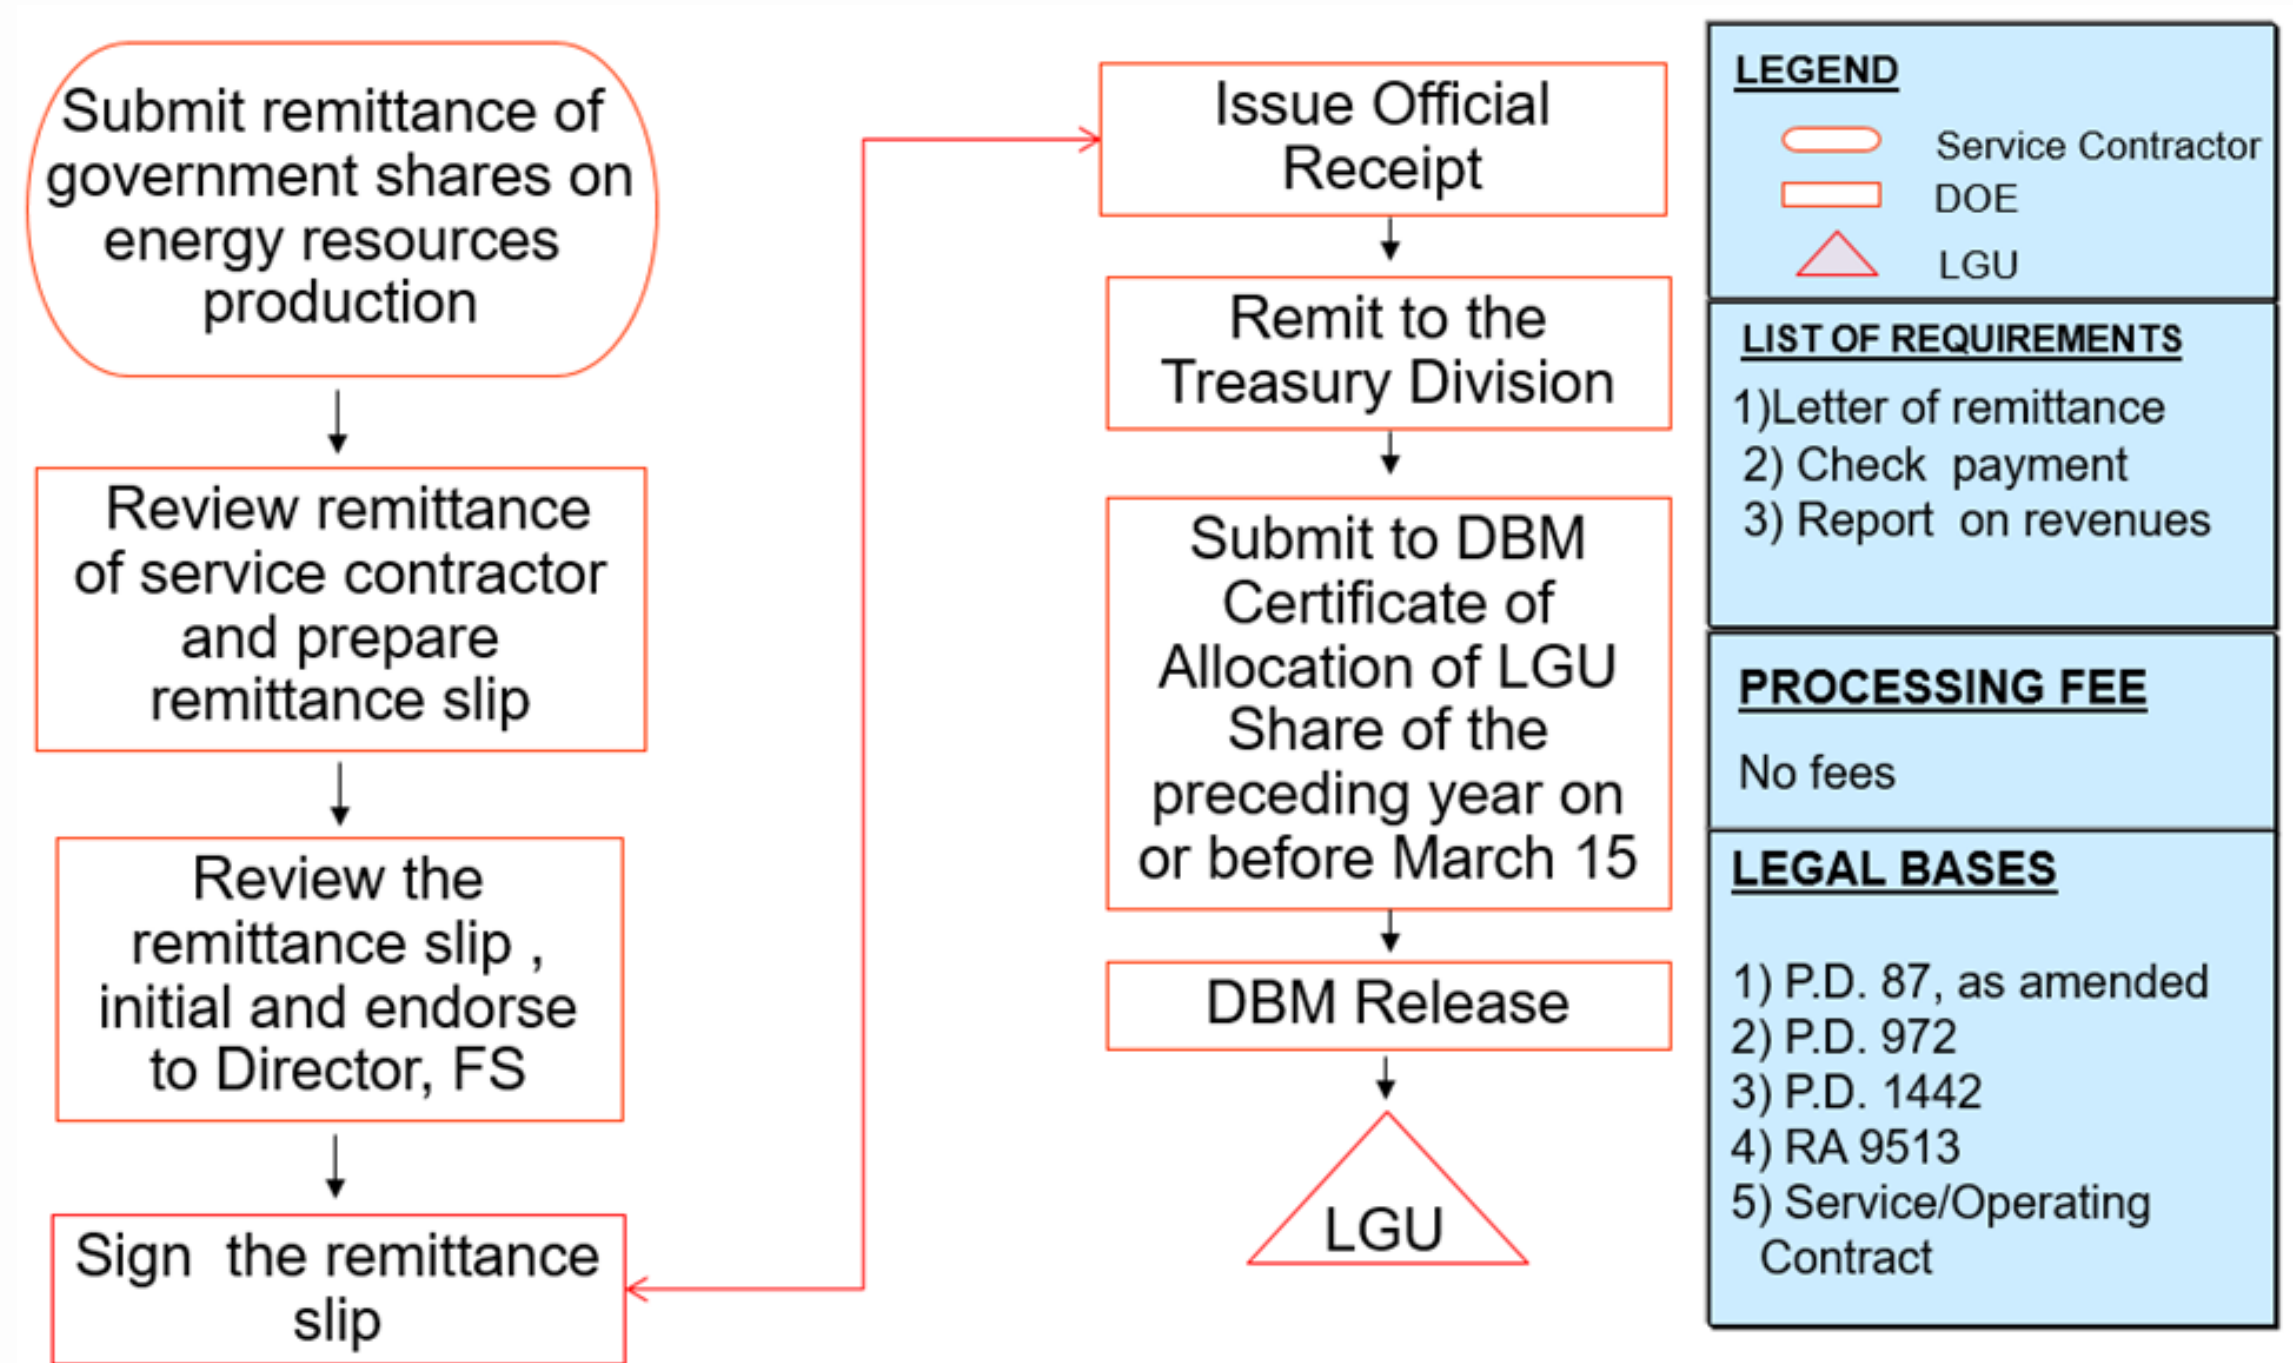 Submit remittance of
government shares on
energy resources
production
Review remittance
of service contractor
and prepare
remittance slip
Review the
remittance slip ,
initial and endorse
to Director, FS
Sign the remittance
slip
Issue Official
Receipt
Remit to the
Treasury Division
Submit to DBM
Certificate of
Allocation of LGU
Share of the
preceding year on
or before March 15
DBM Release
LGU
LEGEND
Service Contractor
DOE
LGU
LIST OF REQUIREMENTS
1)Letter of remittance
2) Check payment
3) Report on revenues
PROCESSING FEE
No fees
LEGAL BASES
1) P.D. 87, as amended
2) P.D. 972
3) P.D. 1442
4) RA 9513
5) Service/Operating
Contract